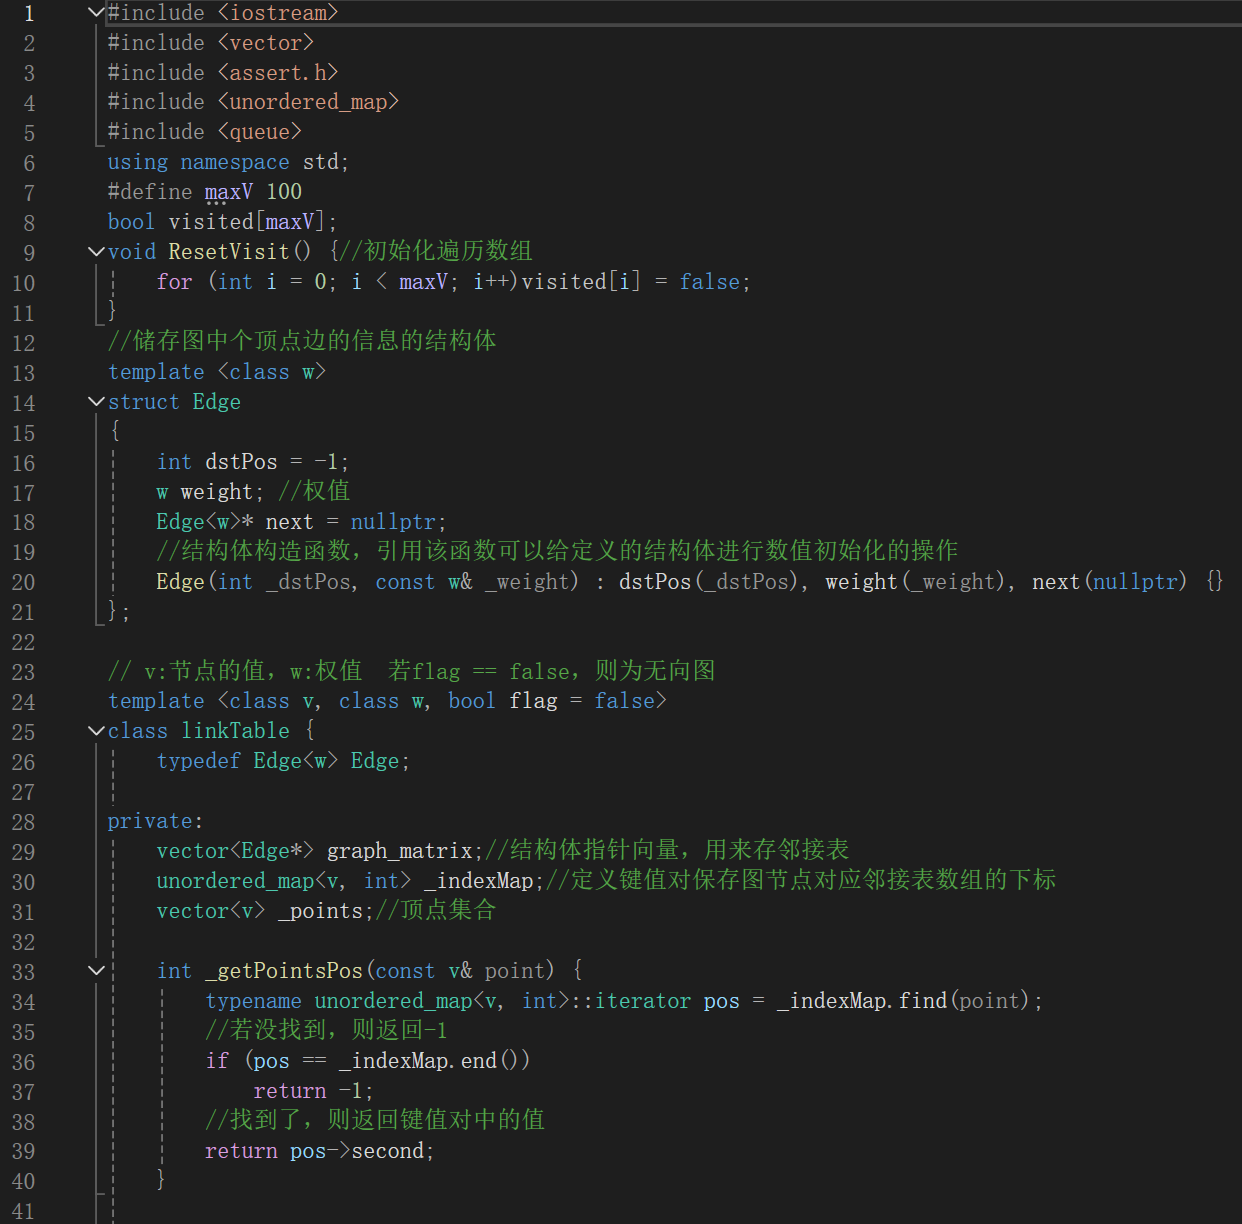 1 #include <iostream>
2 #include <vector>
3 #include <assert.h>
4 #include <unordered_map>
5 #include <queue>
6 using namespace std;
7 #define maxV 100
8 bool visited[maxV];
9 void ResetVisit() {//初始化遍历数组
10     for (int i = 0; i < maxV; i++)visited[i] = false;
11 }
12 //储存图中个顶点边的信息的结构体
13 template <class w>
14 struct Edge
15 {
16     int dstPos = -1;
17     w weight; //权值
18     Edge<w>* next = nullptr;
19     //结构体构造函数，引用该函数可以给定义的结构体进行数值初始化的操作
20     Edge(int _dstPos, const w& _weight) : dstPos(_dstPos), weight(_weight), next(nullptr) {}
21 };
22
23 // v:节点的值，w:权值  若flag == false，则为无向图
24 template <class v, class w, bool flag = false>
25 class linkTable {
26     typedef Edge<w> Edge;
27
28 private:
29     vector<Edge*> graph_matrix;//结构体指针向量，用来存邻接表
30     unordered_map<v, int> _indexMap;//定义键值对保存图节点对应邻接表数组的下标
31     vector<v> _points;//顶点集合
32
33     int _getPointsPos(const v& point) {
34         typename unordered_map<v, int>::iterator pos = _indexMap.find(point);
35         //若没找到，则返回-1
36         if (pos == _indexMap.end())
37             return -1;
38         //找到了，则返回键值对中的值
39         return pos->second;
40     }
41